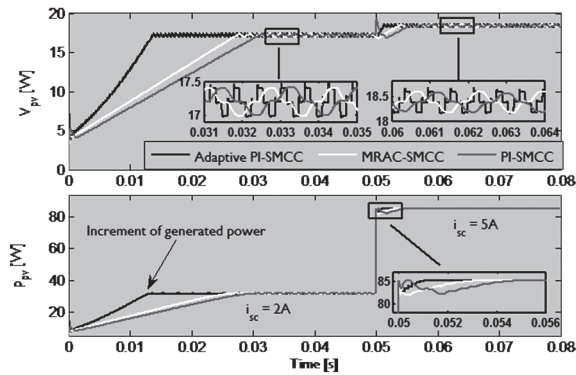 20
15
10
5
0
V_pv [W]
17.5
17
0.031 0.032 0.033 0.034 0.035
18.5
18
0.06 0.061 0.062 0.063 0.064
Adaptive PI-SMCC MRAC-SMCC PI-SMCC
0 0.01 0.02 0.03 0.04 0.05 0.06 0.07 0.08
80
60
40
20
P_pv [W]
Increment of generated power
i_sc = 5A
i_sc = 2A
85
80
0.05 0.052 0.054 0.056
0 0.01 0.02 0.03 0.04 0.05 0.06 0.07 0.08
Time [s]